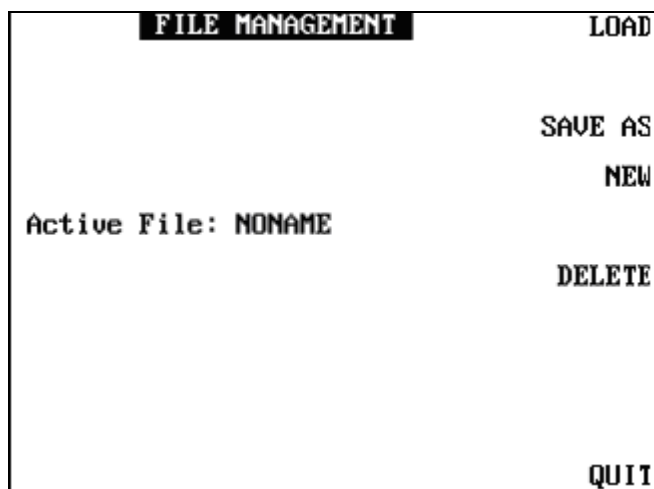 FILE MANAGEMENT
LOAD
SAVE AS
NEW
Active File: NONAME
DELETE
QUIT